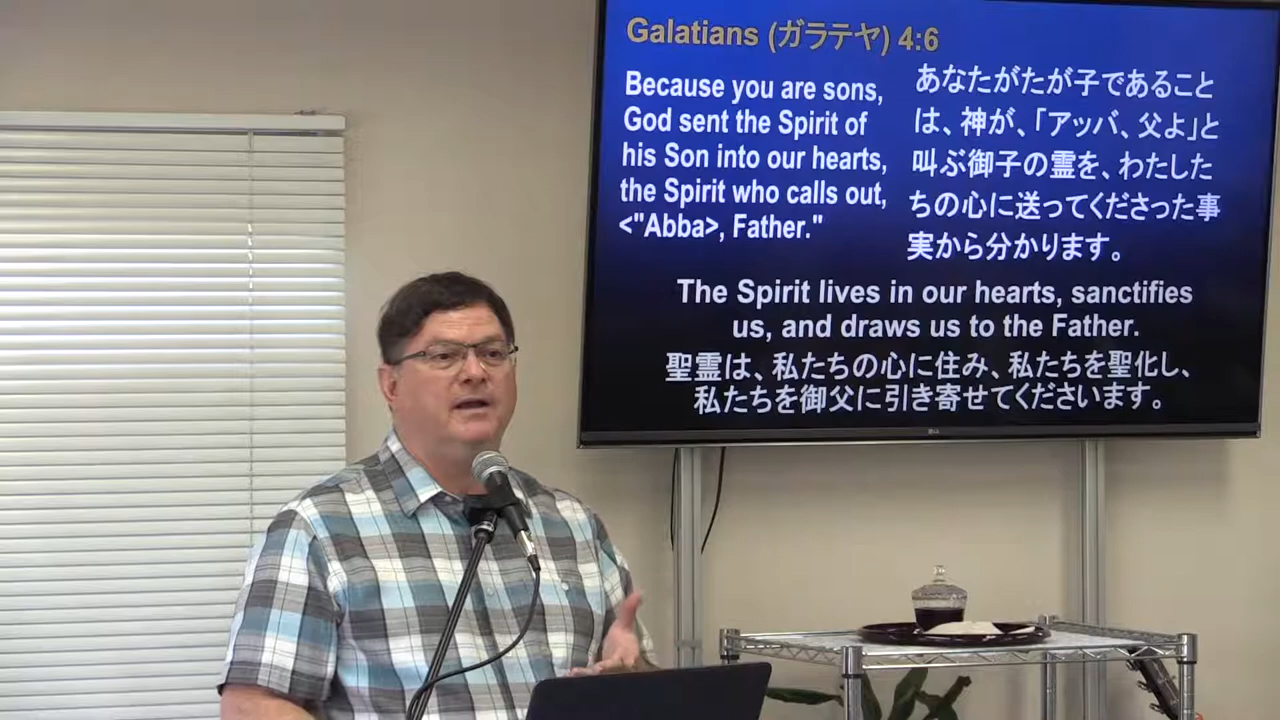 Galatians (ガラテヤ) 4:6
Because you are sons,
God sent the Spirit of
his Son into our hearts,
the Spirit who calls out,
<"Abba>, Father."
あなたがたが子であること
は、神が、「アッバ、父よ」と
叫ぶ御子の霊を、わたした
ちの心に送ってくださった事
実から分かります。
The Spirit lives in our hearts, sanctifies
us, and draws us to the Father.
聖霊は、私たちの心に住み、私たちを聖化し、
私たちを御父に引き寄せてくださいます。
LG